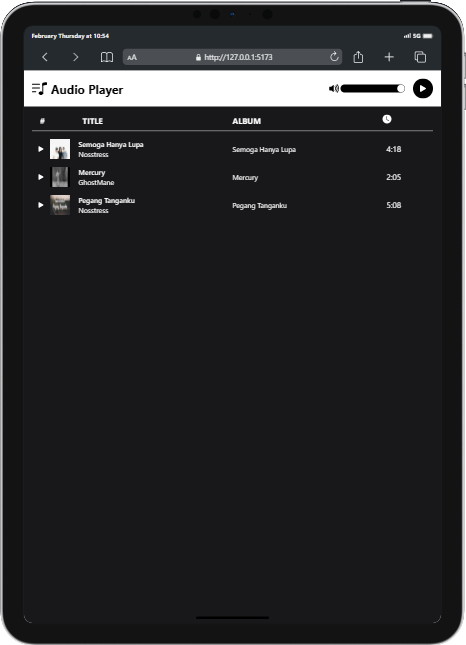 February Thursday at 10:54
5G
AA
http://127.0.0.1:5173
Audio Player
# TITLE ALBUM
Semoga Hanya Lupa
Nosstress
Semoga Hanya Lupa
4:18
Mercury
GhostMane
Mercury
2:05
Pegang Tanganku
Nosstress
Pegang Tanganku
5:08